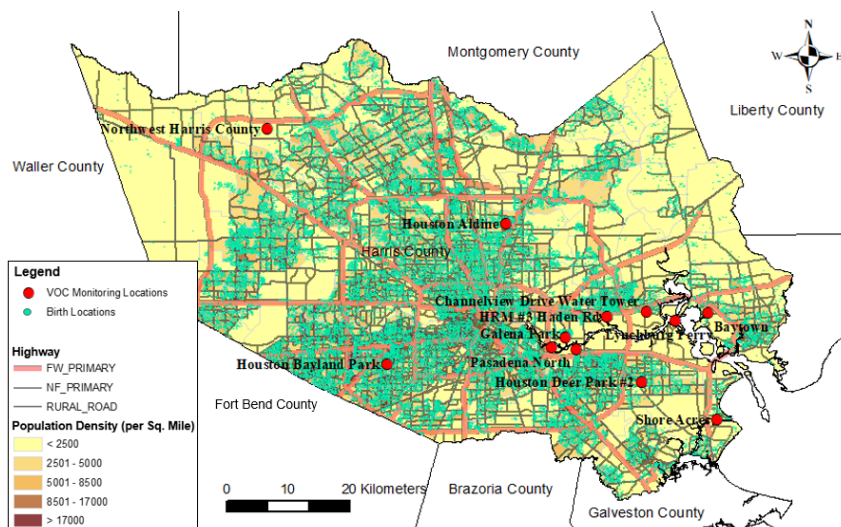 Montgomery County
N
W E
S
Liberty County
Northwest Harris County
Waller County
Houston Aldine
Harris County
Legend
VOC Monitoring Locations
Birth Locations
Channelview Drive Water Tower
HRM #3 Haden Rd
Galena Park
Lynchburg Ferry
Baytown
Highway
FW_PRIMARY
NF_PRIMARY
RURAL_ROAD
Houston Bayland Park
Pasadena North
Houston Deer Park #2
Fort Bend County
Shore Acres
Population Density (per Sq. Mile)
< 2500
2501 - 5000
5001 - 8500
8501 - 17000
> 17000
0 10 20 Kilometers
Brazoria County
Galveston County